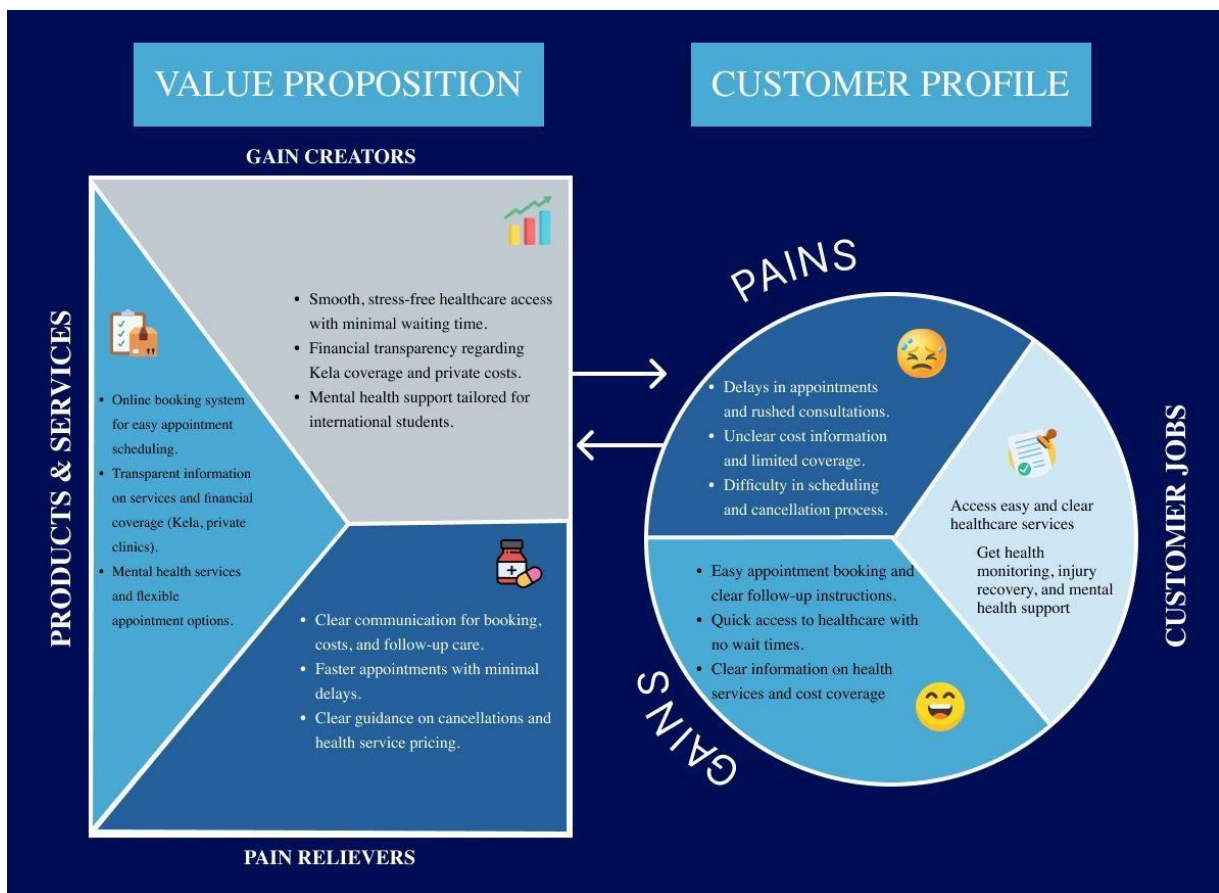 VALUE PROPOSITION
CUSTOMER PROFILE
GAIN CREATORS
PRODUCTS & SERVICES
• Smooth, stress-free healthcare access
with minimal waiting time.
• Financial transparency regarding
Kela coverage and private costs.
• Mental health support tailored for
international students.
• Online booking system
for easy appointment
scheduling.
• Transparent information
on services and financial
coverage (Kela, private
clinics).
• Mental health services
and flexible
appointment options.
• Clear communication for booking,
costs, and follow-up care.
• Faster appointments with minimal
delays.
• Clear guidance on cancellations and
health service pricing.
PAIN RELIEVERS
PAINS
• Delays in appointments
and rushed consultations.
• Unclear cost information
and limited coverage.
• Difficulty in scheduling
and cancellation process.
Access easy and clear
healthcare services
Get health
monitoring, injury
recovery, and mental
health support
CUSTOMER JOBS
• Easy appointment booking and
clear follow-up instructions.
• Quick access to healthcare with
no wait times.
• Clear information on health
services and cost coverage
GAINS